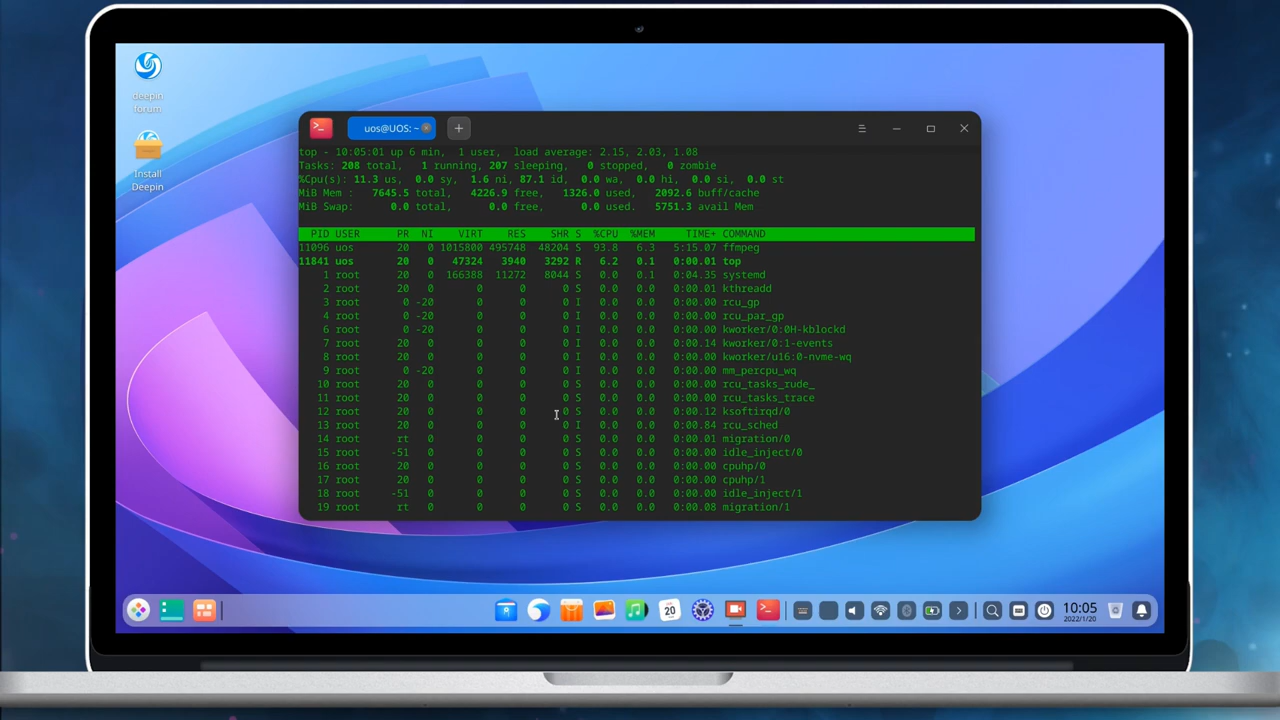 deepin
forum
Install
Deepin
uos@UOS: ~
top - 10:05:01 up 6 min,  1 user,  load average: 2.15, 2.03, 1.08
Tasks: 208 total,   1 running, 207 sleeping,   0 stopped,   0 zombie
%Cpu(s): 11.3 us,  0.0 sy,  1.6 ni, 87.1 id,  0.0 wa,  0.0 hi,  0.0 si,  0.0 st
MiB Mem :   7645.5 total,   4226.9 free,   1326.0 used,   2092.6 buff/cache
MiB Swap:      0.0 total,      0.0 free,      0.0 used.   5751.3 avail Mem
PID USER PR NI VIRT RES SHR S %CPU %MEM TIME+ COMMAND
11096 uos 20 0 1015800 495748 48204 S 93.8 6.3 5:15.07 ffmpeg
11841 uos 20 0 47324 3940 3292 R 6.2 0.1 0:00.01 top
1 root 20 0 166388 11272 8044 S 0.0 0.1 0:04.35 systemd
2 root 20 0 0 0 0 S 0.0 0.0 0:00.01 kthreadd
3 root 0 -20 0 0 0 I 0.0 0.0 0:00.00 rcu_gp
4 root 0 -20 0 0 0 I 0.0 0.0 0:00.00 rcu_par_gp
6 root 0 -20 0 0 0 I 0.0 0.0 0:00.00 kworker/0:0H-kblockd
7 root 20 0 0 0 0 I 0.0 0.0 0:00.14 kworker/0:1-events
8 root 20 0 0 0 0 I 0.0 0.0 0:00.00 kworker/u16:0-nvme-wq
9 root 0 -20 0 0 0 I 0.0 0.0 0:00.00 mm_percpu_wq
10 root 20 0 0 0 0 S 0.0 0.0 0:00.00 rcu_tasks_rude_
11 root 20 0 0 0 0 S 0.0 0.0 0:00.00 rcu_tasks_trace
12 root 20 0 0 0 0 S 0.0 0.0 0:00.12 ksoftirqd/0
13 root 20 0 0 0 0 I 0.0 0.0 0:00.84 rcu_sched
14 root rt 0 0 0 0 S 0.0 0.0 0:00.01 migration/0
15 root -51 0 0 0 0 S 0.0 0.0 0:00.00 idle_inject/0
16 root 20 0 0 0 0 S 0.0 0.0 0:00.00 cpuhp/0
17 root 20 0 0 0 0 S 0.0 0.0 0:00.00 cpuhp/1
18 root -51 0 0 0 0 S 0.0 0.0 0:00.00 idle_inject/1
19 root rt 0 0 0 0 S 0.0 0.0 0:00.08 migration/1
20
10:05
2022/1/20